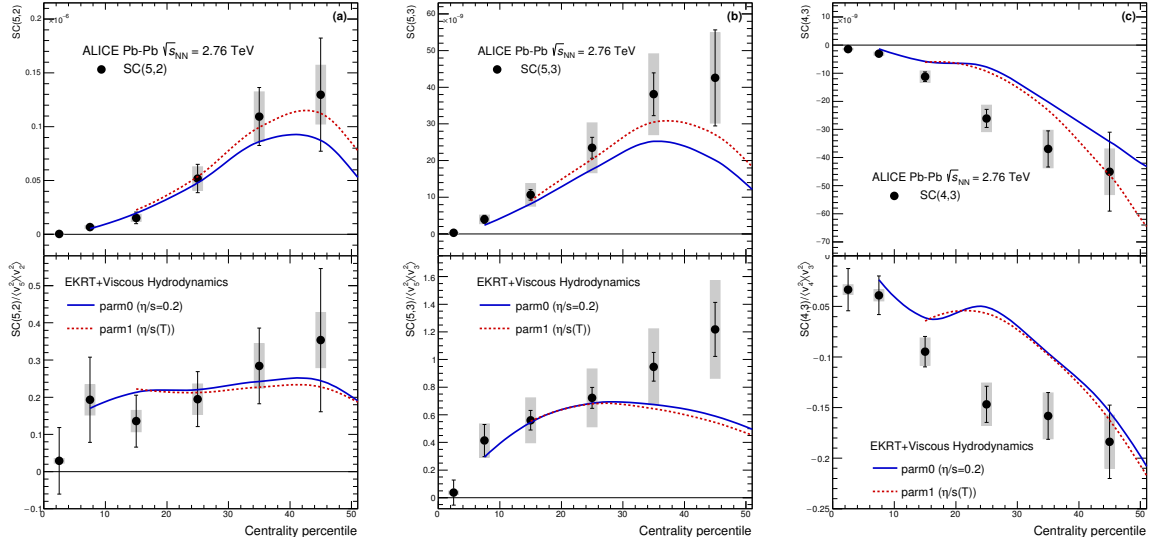 ×10⁻⁶
(a)
SC(5,2)
0.15
0.1
0.05
0
ALICE Pb-Pb √s_NN = 2.76 TeV
SC(5,2)
SC(5,2)/⟨v₅²⟩⟨v₂²⟩
0.5
0.4
0.3
0.2
0.1
0
−0.1
EKRT+Viscous Hydrodynamics
parm0 (η/s=0.2)
parm1 (η/s(T))
0 10 20 30 40 50
Centrality percentile
×10⁻⁹
(b)
SC(5,3)
60
50
40
30
20
10
0
ALICE Pb-Pb √s_NN = 2.76 TeV
SC(5,3)
SC(5,3)/⟨v₅²⟩⟨v₃²⟩
1.6
1.4
1.2
1
0.8
0.6
0.4
0.2
0
EKRT+Viscous Hydrodynamics
parm0 (η/s=0.2)
parm1 (η/s(T))
0 10 20 30 40 50
Centrality percentile
×10⁻⁹
(c)
SC(4,3)
10
0
−10
−20
−30
−40
−50
−60
−70
ALICE Pb-Pb √s_NN = 2.76 TeV
SC(4,3)
SC(4,3)/⟨v₄²⟩⟨v₃²⟩
−0.05
−0.1
−0.15
−0.2
−0.25
EKRT+Viscous Hydrodynamics
parm0 (η/s=0.2)
parm1 (η/s(T))
0 10 20 30 40 50
Centrality percentile